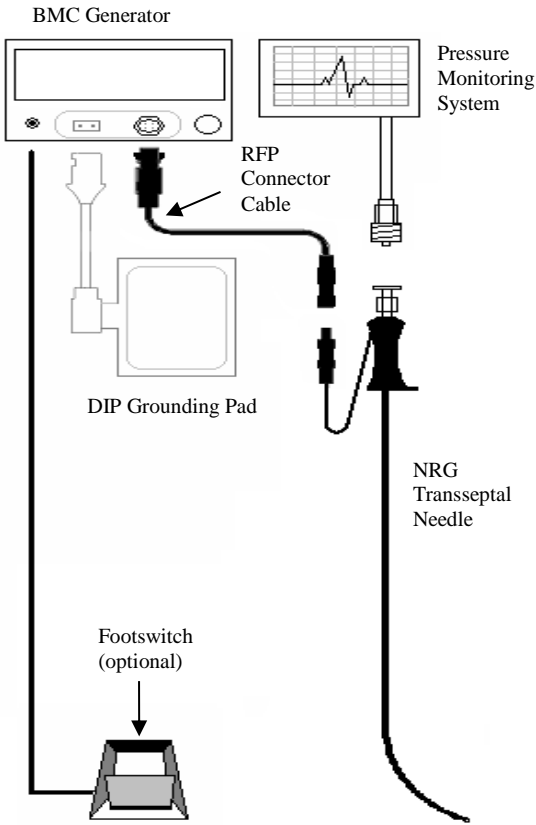 BMC Generator
Pressure
Monitoring
System
RFP
Connector
Cable
DIP Grounding Pad
NRG
Transseptal
Needle
Footswitch
(optional)